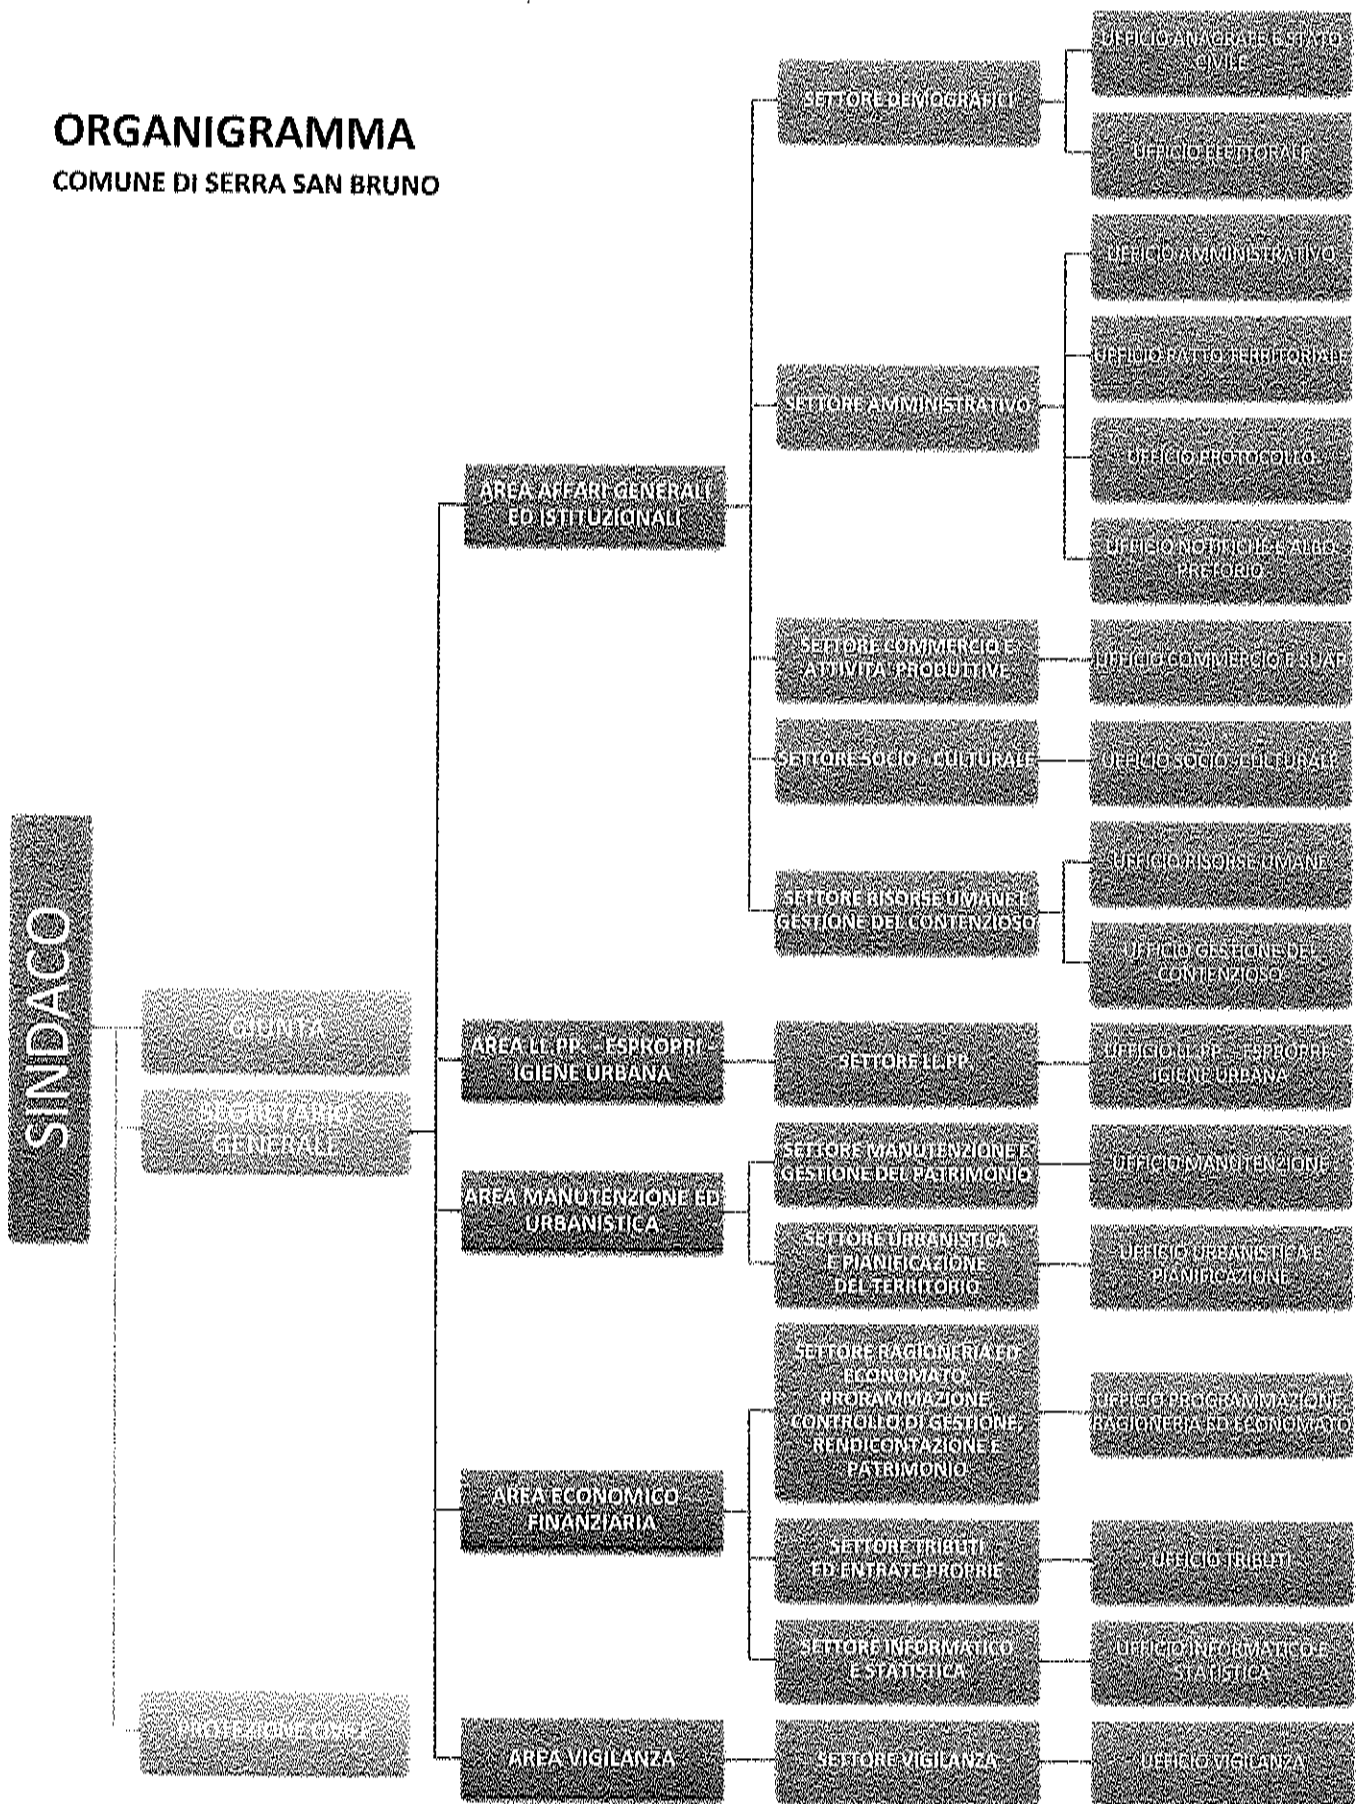 ORGANIGRAMMA
COMUNE DI SERRA SAN BRUNO
SINDACO
GIUNTA
SEGRETAIRO
GENERALE
PROTEZIONE CIVILE
AREA AFFARI GENERALI
ED ISTITUZIONALI
SETTORE DEMOGRAFICI
UFFICIO ANAGRAFE E STATO
CIVILE
UFFICIO ELETTORALE
SETTORE AMMINISTRATIVO
UFFICIO AMMINISTRATIVO
UFFICIO PATTO TERRITORIALE
UFFICIO PROTOCOLLO
UFFICIO NOTIFICHE E ALBO
PRETORIO
SETTORE COMMERCIO E
ATTIVITA PRODUTTIVE
UFFICIO COMMERCIO E SUAP
SETTORE SOCIO - CULTURALE
UFFICIO SOCIO - CULTURALE
SETTORE RISORSE UMANE E
GESTIONE DEL CONTENZIOSO
UFFICIO RISORSE UMANE
UFFICIO GESTIONE DEL
CONTENZIOSO
AREA LL.PP. - ESPROPRI -
IGIENE URBANA
SETTORE LL.PP.
UFFICIO LL.PP. - ESPROPRI -
IGIENE URBANA
AREA MANUTENZIONE ED
URBANISTICA
SETTORE MANUTENZIONE E
GESTIONE DEL PATRIMONIO
UFFICIO MANUTENZIONE
SETTORE URBANISTICA
E PIANIFICAZIONE
DEL TERRITORIO
UFFICIO URBANISTICA E
PIANIFICAZIONE
AREA ECONOMICO
FINANZIARIA
SETTORE RAGIONERIA ED
ECONOMATO,
PRORAMMAZIONE
CONTROLLO DI GESTIONE,
RENDICONTAZIONE E
PATRIMONIO
UFFICIO PROGRAMMAZIONE,
RAGIONERIA ED ECONOMATO
SETTORE TRIBUTI
ED ENTRATE PROPRIE
UFFICIO TRIBUTI
SETTORE INFORMATICO
E STATISTICA
UFFICIO INFORMATICO E
STATISTICA
AREA VIGILANZA
SETTORE VIGILANZA
UFFICIO VIGILANZA